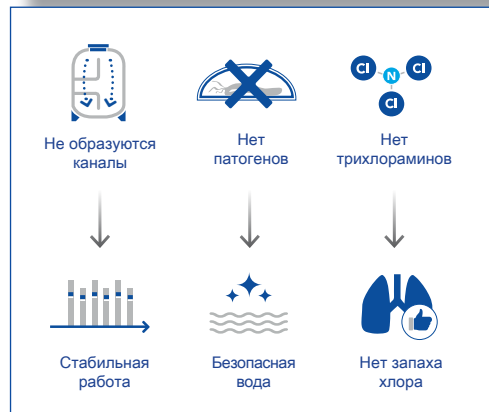 Не образуются
каналы
Нет
патогенов
Cl
N
Cl
Cl
Нет
трихлораминов
Стабильная
работа
Безопасная
вода
Нет запаха
хлора